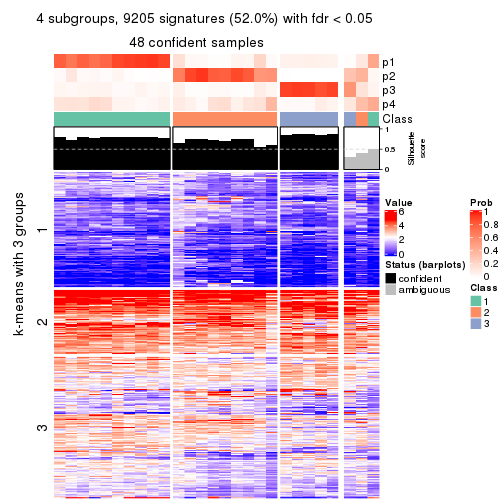 4 subgroups, 9205 signatures (52.0%) with fdr < 0.05
48 confident samples
p1
p2
p3
p4
Class
1
0.5
0
Silhouette
score
k-means with 3 groups
1
2
3
Value
6
4
2
0
Status (barplots)
confident
ambiguous
Prob
1
0.8
0.6
0.4
0.2
0
Class
1
2
3